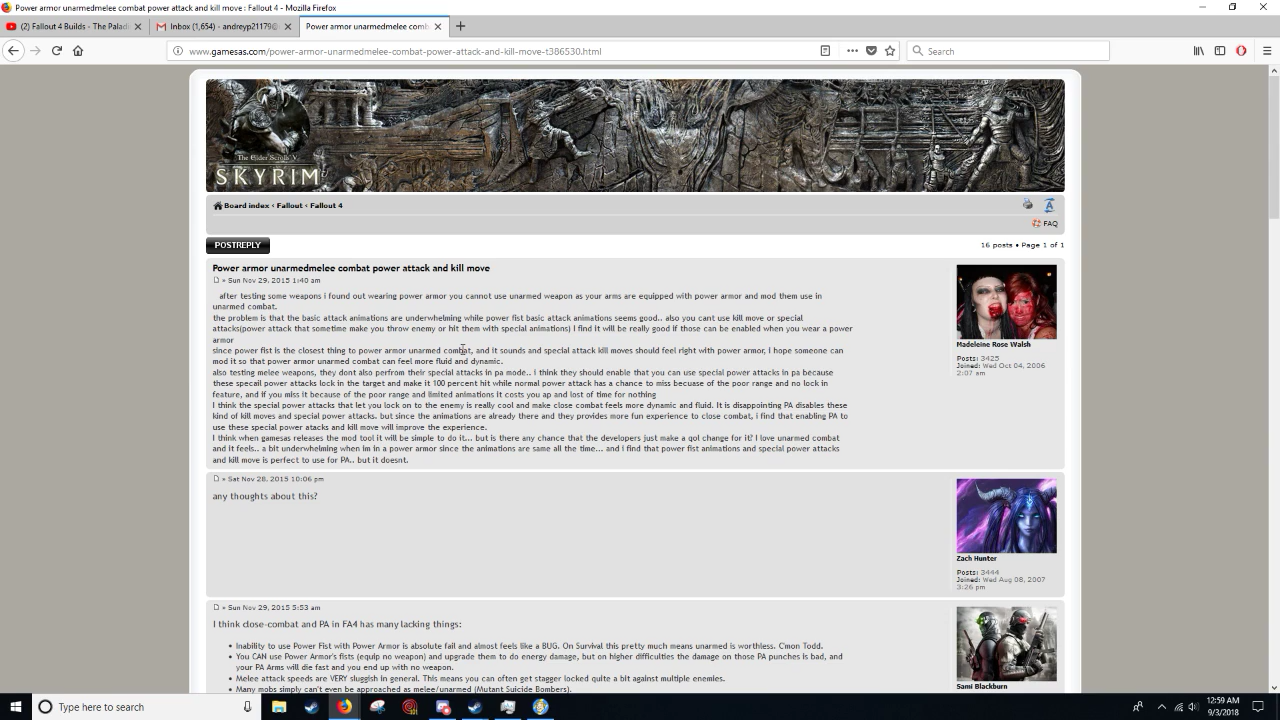 Power armor unarmedmelee combat power attack and kill move : Fallout 4 - Mozilla Firefox
(2) Fallout 4 Builds - The Paladi
Inbox (1,654) - andreyp21179@
Power armor unarmedmelee comb
www.gamesas.com/power-armor-unarmedmelee-combat-power-attack-and-kill-move-t386530.html
Search
The Elder Scrolls V
SKYRIM
Board index ‹ Fallout ‹ Fallout 4
FAQ
POSTREPLY
16 posts • Page 1 of 1
Power armor unarmedmelee combat power attack and kill move
» Sun Nov 29, 2015 1:40 am
after testing some weapons i found out wearing power armor you cannot use unarmed weapon as your arms are equipped with power armor and mod them use in
unarmed combat.
the problem is that the basic attack animations are underwhelming while power fist basic attack animations seems good.. also you cant use kill move or special
attacks(power attack that sometime make you throw enemy or hit them with special animations) I find it will be really good if those can be enabled when you wear a power
armor
since power fist is the closest thing to power armor unarmed combat, and it sounds and special attack kill moves should feel right with power armor, I hope someone can
mod it so that power armor unarmed combat can feel more fluid and dynamic.
also testing melee weapons, they dont also perfrom their special attacks in pa mode.. i think they should enable that you can use special power attacks in pa because
these specail power attacks lock in the target and make it 100 percent hit while normal power attack has a chance to miss becuase of the poor range and no lock in
feature, and if you miss it because of the poor range and limited animations it costs you ap and lost of time for nothing
I think the special power attacks that let you lock on to the enemy is really cool and make close combat feels more dynamic and fluid. It is disappointing PA disables these
kind of kill moves and special power attacks. but since the animations are already there and they provides more fun experience to close combat, i find that enabling PA to
use these special power atacks and kill move will improve the experience.
I think when gamesas releases the mod tool it will be simple to do it... but is there any chance that the developers just make a qol change for it? I love unarmed combat
and it feels.. a bit underwhelming when in a power armor since the animations are same all the time... and i find that power fist animations and special power attacks
and kill move is perfect to use for PA.. but it doesnt.
Madeleine Rose Walsh
Posts: 3425
Joined: Wed Oct 04, 2006
2:07 am
» Sat Nov 28, 2015 10:06 pm
any thoughts about this?
Zach Hunter
Posts: 3444
Joined: Wed Aug 08, 2007
3:26 pm
» Sun Nov 29, 2015 5:53 am
I think close-combat and PA in FA4 has many lacking things:
• Inability to use Power Fist with Power Armor is absolute fail and almost feels like a BUG. On Survival this pretty much means unarmed is worthless. C'mon Todd.
• You CAN use Power Armor's fists (equip no weapon) and upgrade them to do energy damage, but on higher difficulties the damage on those PA punches is bad, and
your PA Arms will die fast and you end up with no weapon.
• Melee attack speeds are VERY sluggish in general. This means you can often get stagger locked quite a bit against multiple enemies.
• Many mobs simply can't even be approached as melee/unarmed (Mutant Suicide Bombers).
Sami Blackburn
Type here to search
12:59 AM
9/3/2018